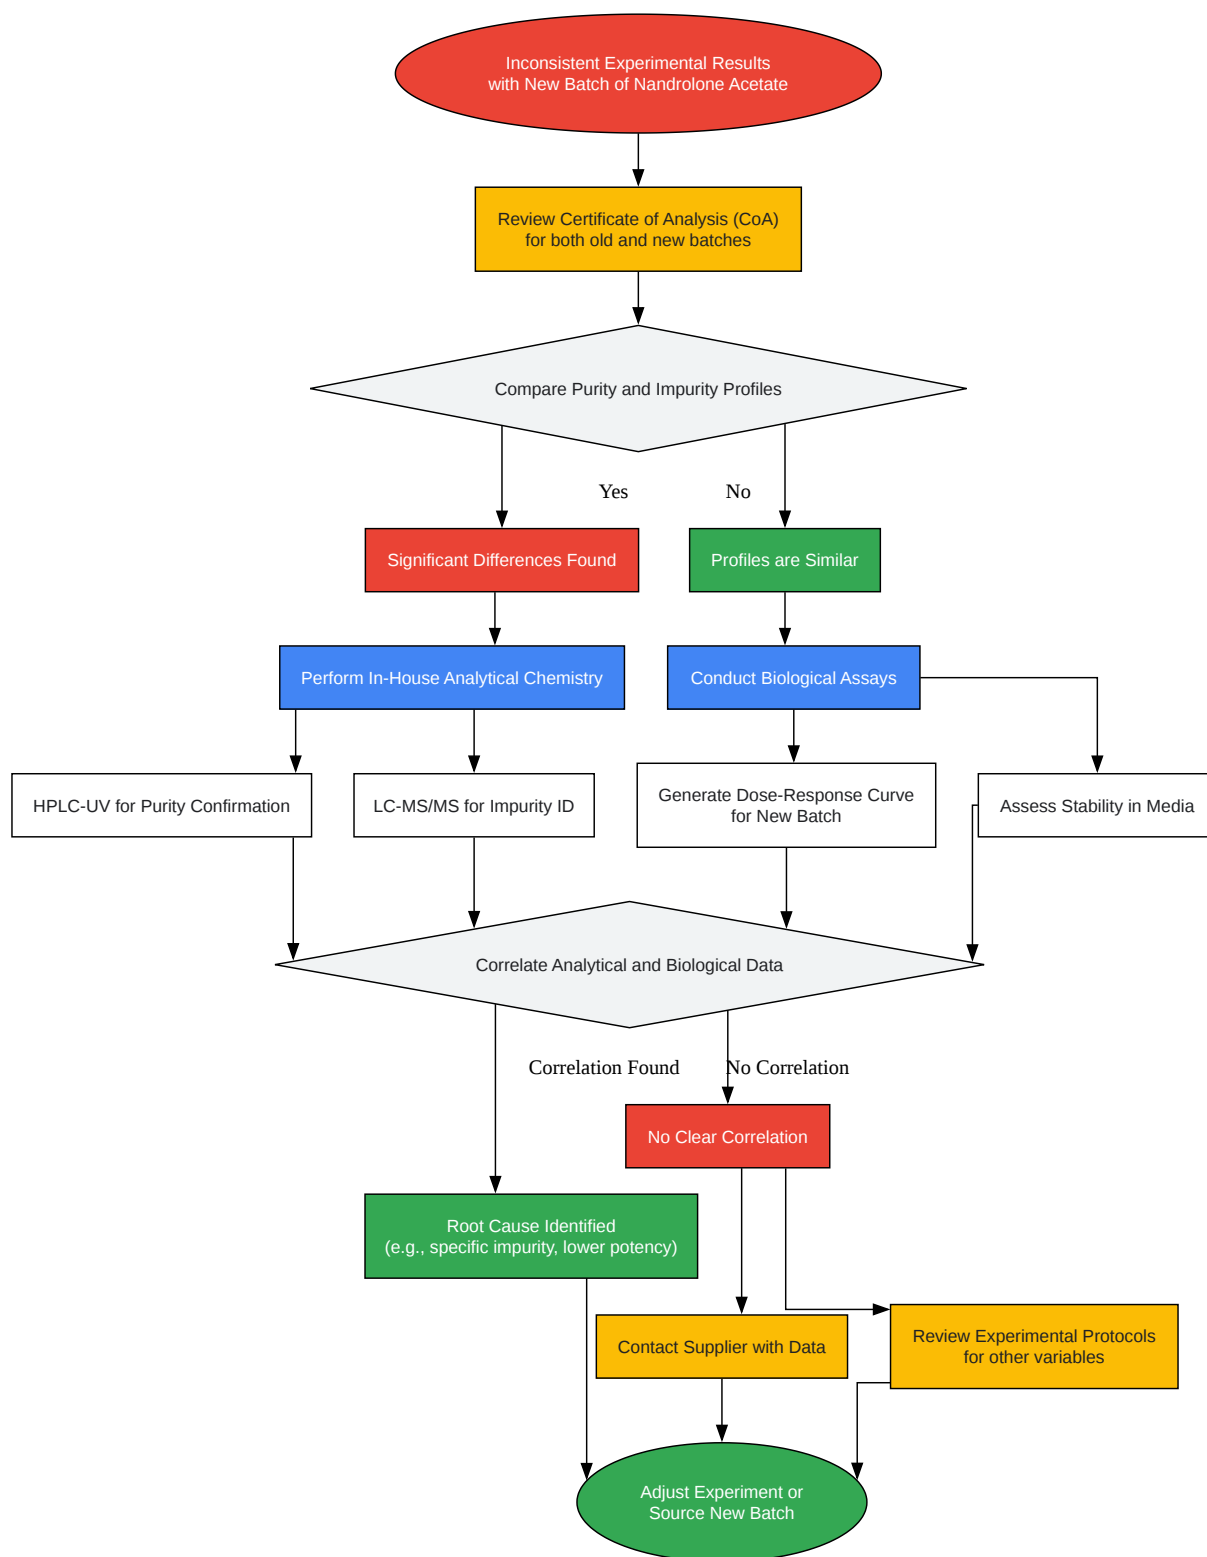 Inconsistent Experimental Results
with New Batch of Nandrolone Acetate
Review Certificate of Analysis (CoA)
for both old and new batches
Compare Purity and Impurity Profiles
Yes
No
Significant Differences Found
Profiles are Similar
Perform In-House Analytical Chemistry
Conduct Biological Assays
HPLC-UV for Purity Confirmation
LC-MS/MS for Impurity ID
Generate Dose-Response Curve
for New Batch
Assess Stability in Media
Correlate Analytical and Biological Data
Correlation Found
No Correlation
No Clear Correlation
Root Cause Identified
(e.g., specific impurity, lower potency)
Contact Supplier with Data
Review Experimental Protocols
for other variables
Adjust Experiment or
Source New Batch